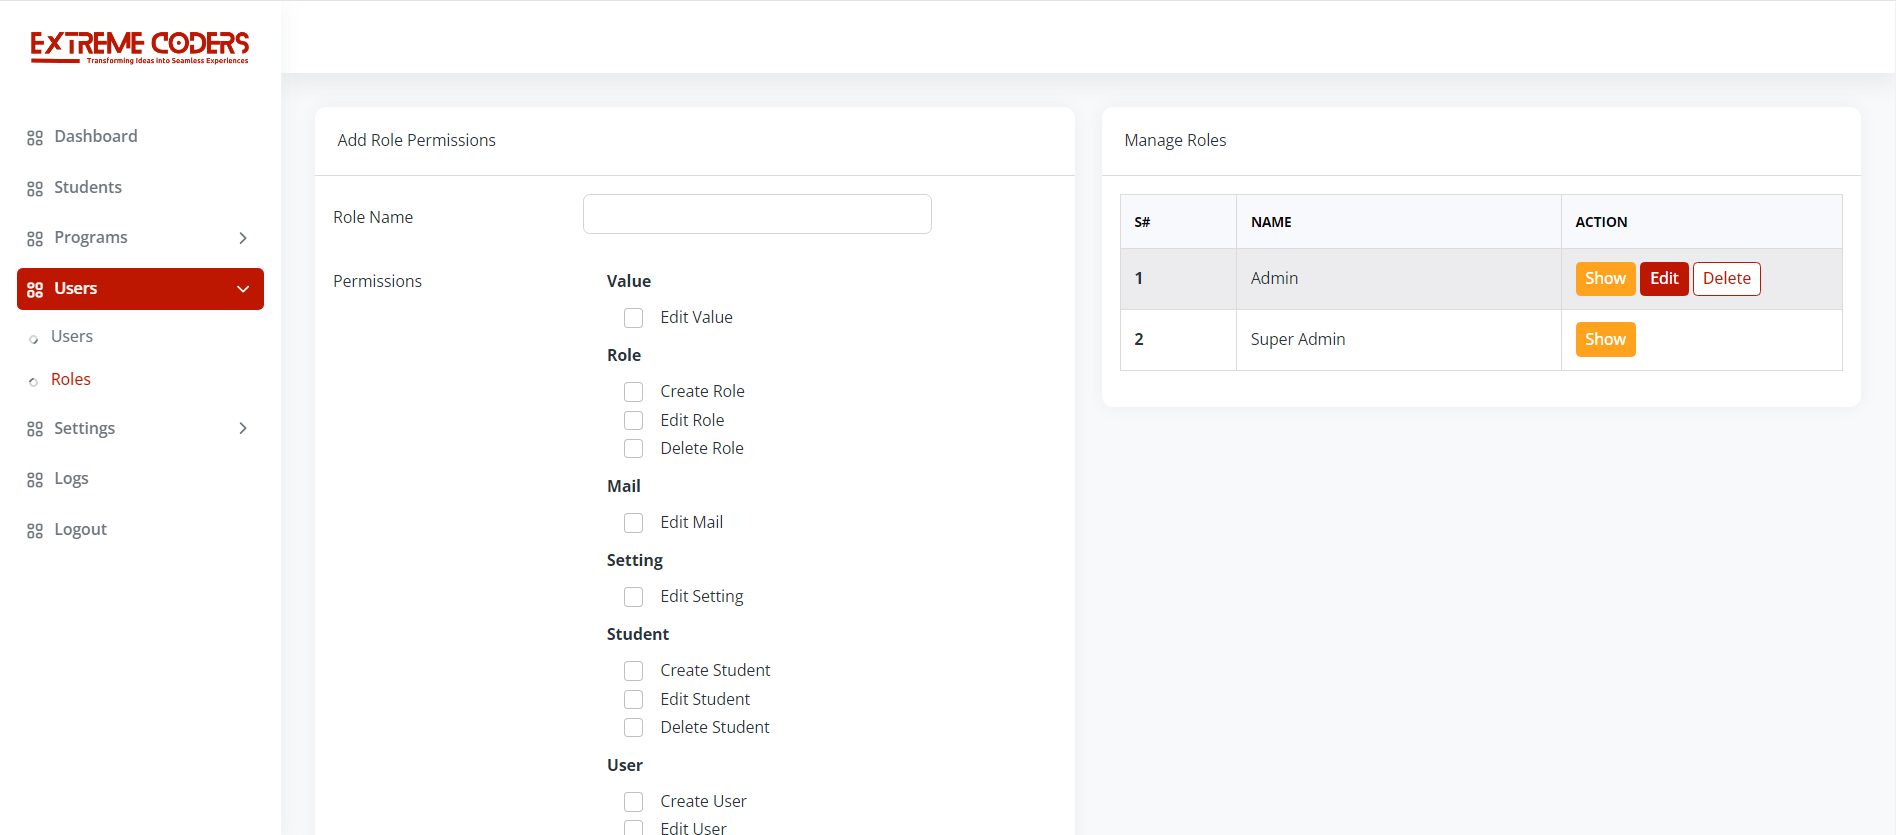 EXTREME CODERS
Transforming Ideas Into Seamless Experiences
Dashboard
Students
Programs
Users
Users
Roles
Settings
Logs
Logout
Add Role Permissions
Role Name
Permissions
Value
Edit Value
Role
Create Role
Edit Role
Delete Role
Mail
Edit Mail
Setting
Edit Setting
Student
Create Student
Edit Student
Delete Student
User
Create User
Edit User
Manage Roles
S# NAME ACTION
1 Admin Show Edit Delete
2 Super Admin Show